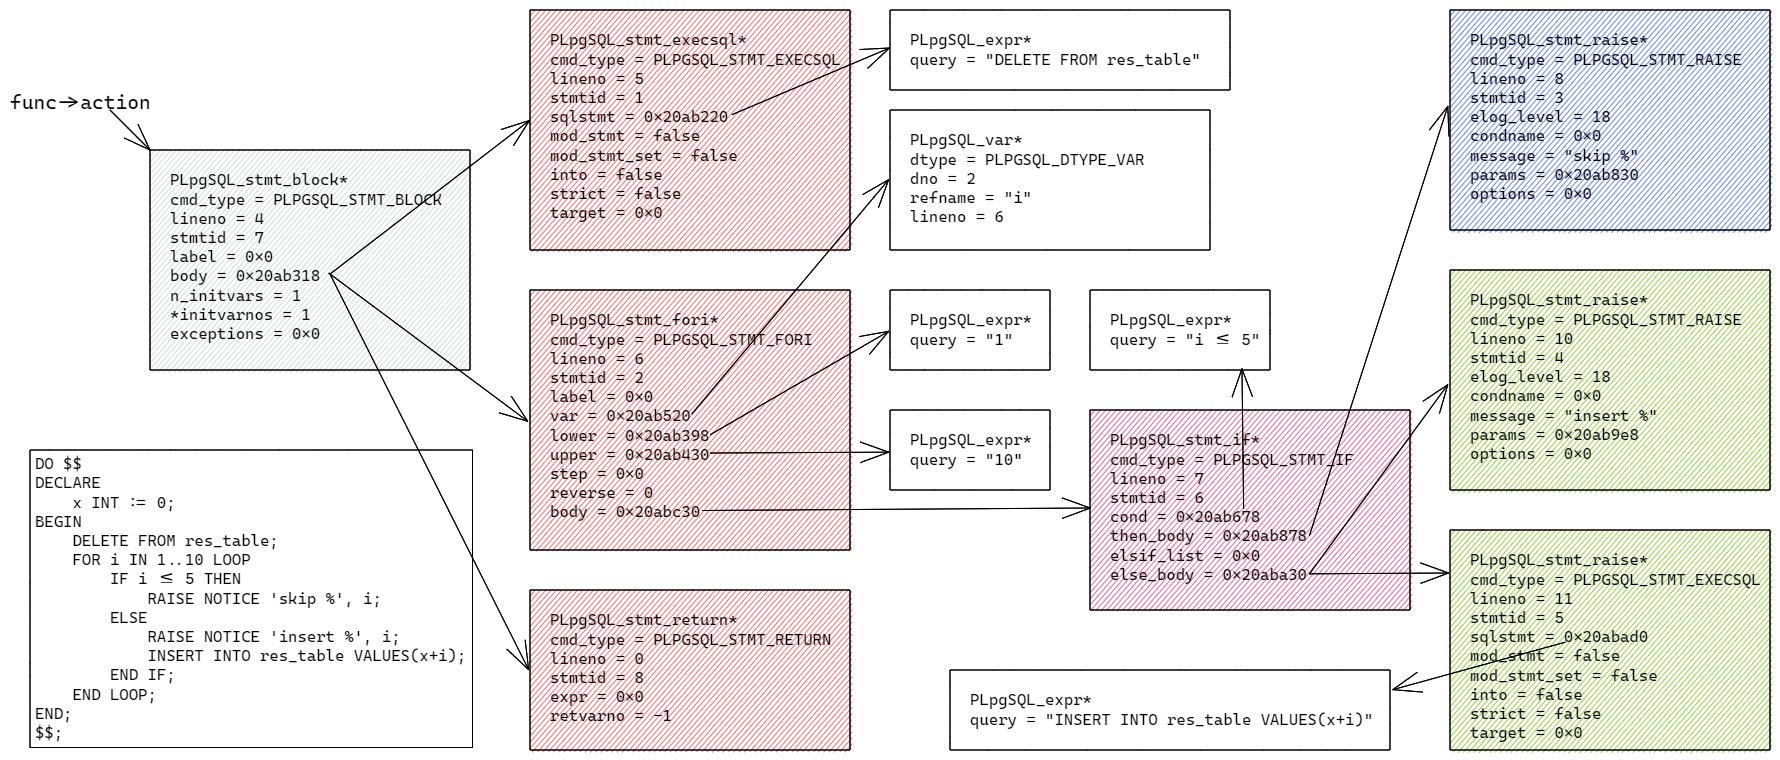 func→action
PLpgSQL_stmt_block*
cmd_type = PLPGSQL_STMT_BLOCK
lineno = 4
stmtid = 7
label = 0×0
body = 0×20ab318
n_initvars = 1
*initvarnos = 1
exceptions = 0×0
DO $$
DECLARE
    x INT := 0;
BEGIN
    DELETE FROM res_table;
    FOR i IN 1..10 LOOP
        IF i ≤ 5 THEN
            RAISE NOTICE 'skip %', i;
        ELSE
            RAISE NOTICE 'insert %', i;
            INSERT INTO res_table VALUES(x+i);
        END IF;
    END LOOP;
END;
$$;
PLpgSQL_stmt_execsql*
cmd_type = PLPGSQL_STMT_EXECSQL
lineno = 5
stmtid = 1
sqlstmt = 0×20ab220
mod_stmt = false
mod_stmt_set = false
into = false
strict = false
target = 0×0
PLpgSQL_stmt_fori*
cmd_type = PLPGSQL_STMT_FORI
lineno = 6
stmtid = 2
label = 0×0
var = 0×20ab520
lower = 0×20ab398
upper = 0×20ab430
step = 0×0
reverse = 0
body = 0×20abc30
PLpgSQL_stmt_return*
cmd_type = PLPGSQL_STMT_RETURN
lineno = 0
stmtid = 8
expr = 0×0
retvarno = -1
PLpgSQL_expr*
query = "DELETE FROM res_table"
PLpgSQL_var*
dtype = PLPGSQL_DTYPE_VAR
dno = 2
refname = "i"
lineno = 6
PLpgSQL_expr*
query = "1"
PLpgSQL_expr*
query = "10"
PLpgSQL_expr*
query = "i ≤ 5"
PLpgSQL_stmt_if*
cmd_type = PLPGSQL_STMT_IF
lineno = 7
stmtid = 6
cond = 0×20ab678
then_body = 0×20ab878
elsif_list = 0×0
else_body = 0×20aba30
PLpgSQL_expr*
query = "INSERT INTO res_table VALUES(x+i)"
PLpgSQL_stmt_raise*
cmd_type = PLPGSQL_STMT_RAISE
lineno = 8
stmtid = 3
elog_level = 18
condname = 0×0
message = "skip %"
params = 0×20ab830
options = 0×0
PLpgSQL_stmt_raise*
cmd_type = PLPGSQL_STMT_RAISE
lineno = 10
stmtid = 4
elog_level = 18
condname = 0×0
message = "insert %"
params = 0×20ab9e8
options = 0×0
PLpgSQL_stmt_raise*
cmd_type = PLPGSQL_STMT_EXECSQL
lineno = 11
stmtid = 5
sqlstmt = 0×20abad0
mod_stmt = false
mod_stmt_set = false
into = false
strict = false
target = 0×0